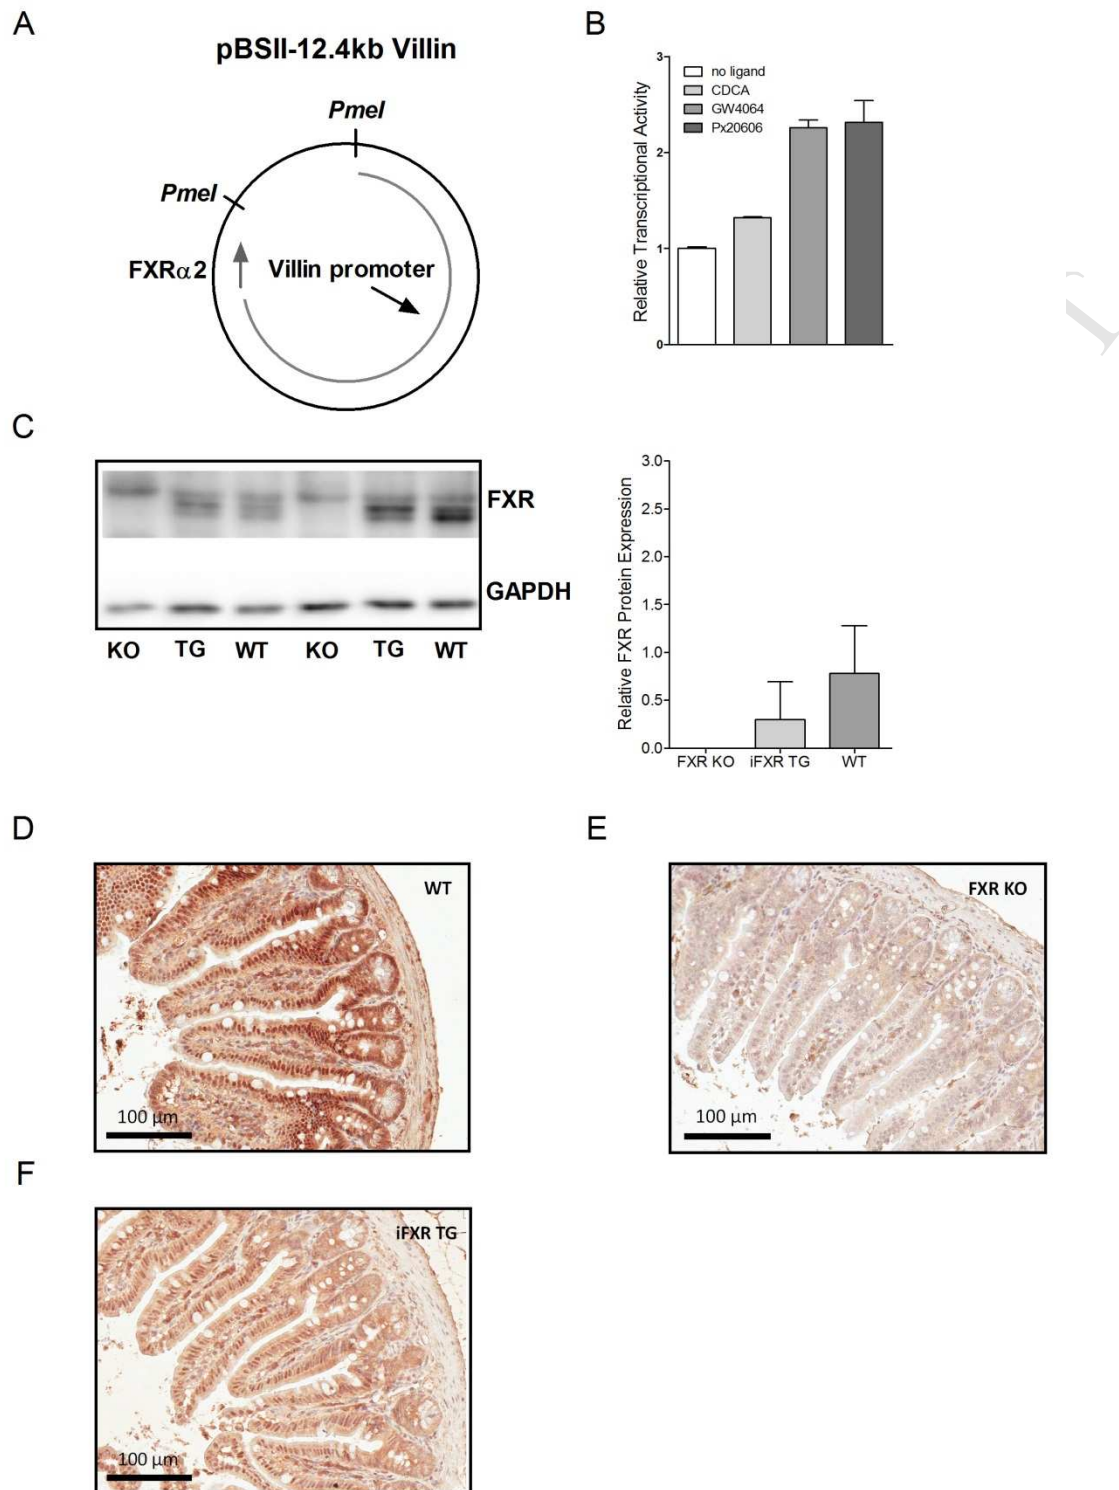 A
pBSII-12.4kb Villin
PmeI
PmeI
FXRα2
Villin promoter
B
Relative Transcriptional Activity
3
2
1
0
no ligand
CDCA
GW4064
Px20606
C
FXR
GAPDH
KO TG WT KO TG WT
Relative FXR Protein Expression
3.0
2.5
2.0
1.5
1.0
0.5
0.0
FXR KO iFXR TG WT
D
WT
100 µm
E
FXR KO
100 µm
F
iFXR TG
100 µm